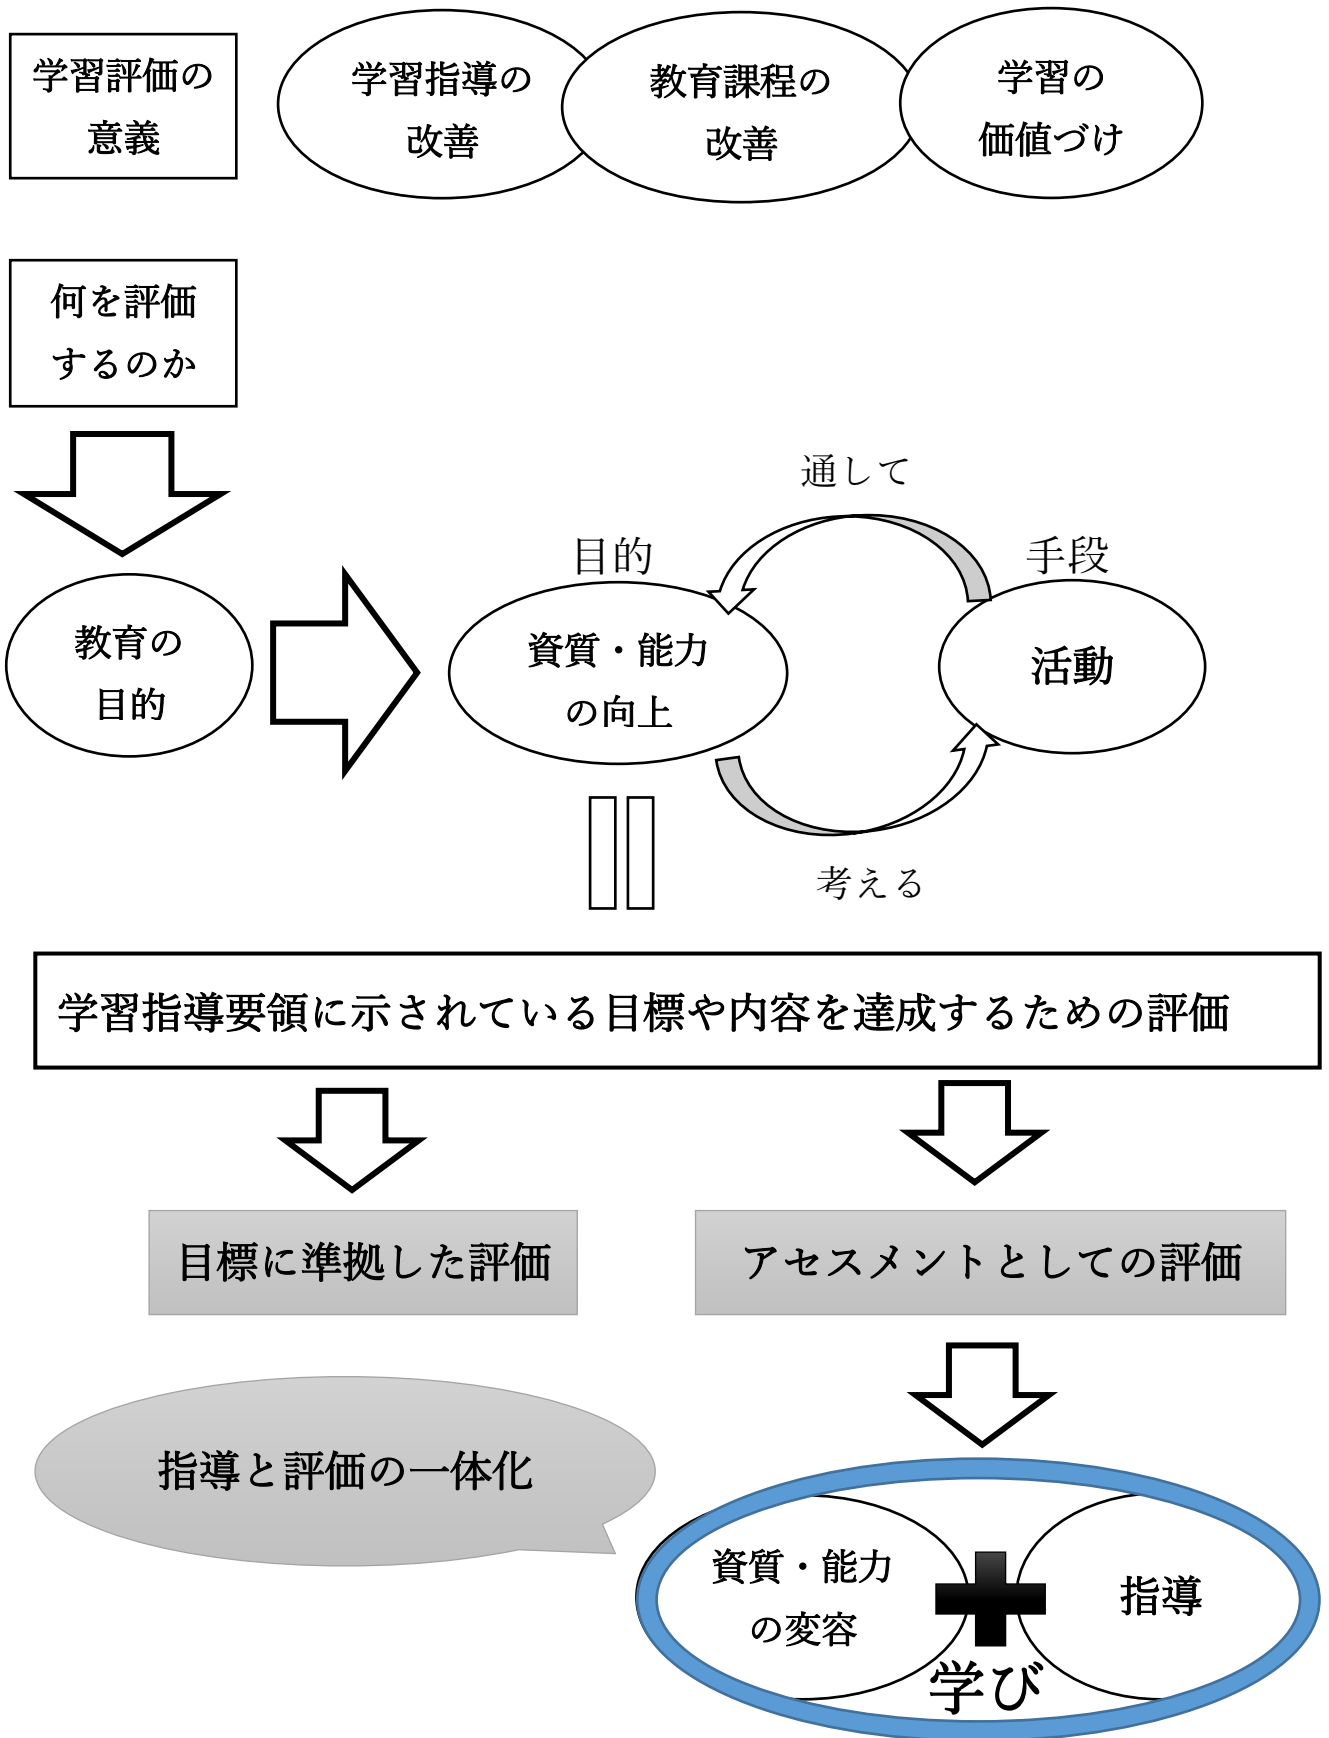 学習評価の
意義
学習指導の
改善
教育課程の
改善
学習の
価値づけ
何を評価
するのか
通して
目的
手段
教育の
目的
資質・能力
の向上
活動
考える
学習指導要領に示されている目標や内容を達成するための評価
目標に準拠した評価
アセスメントとしての評価
指導と評価の一体化
資質・能力
の変容
指導
学び